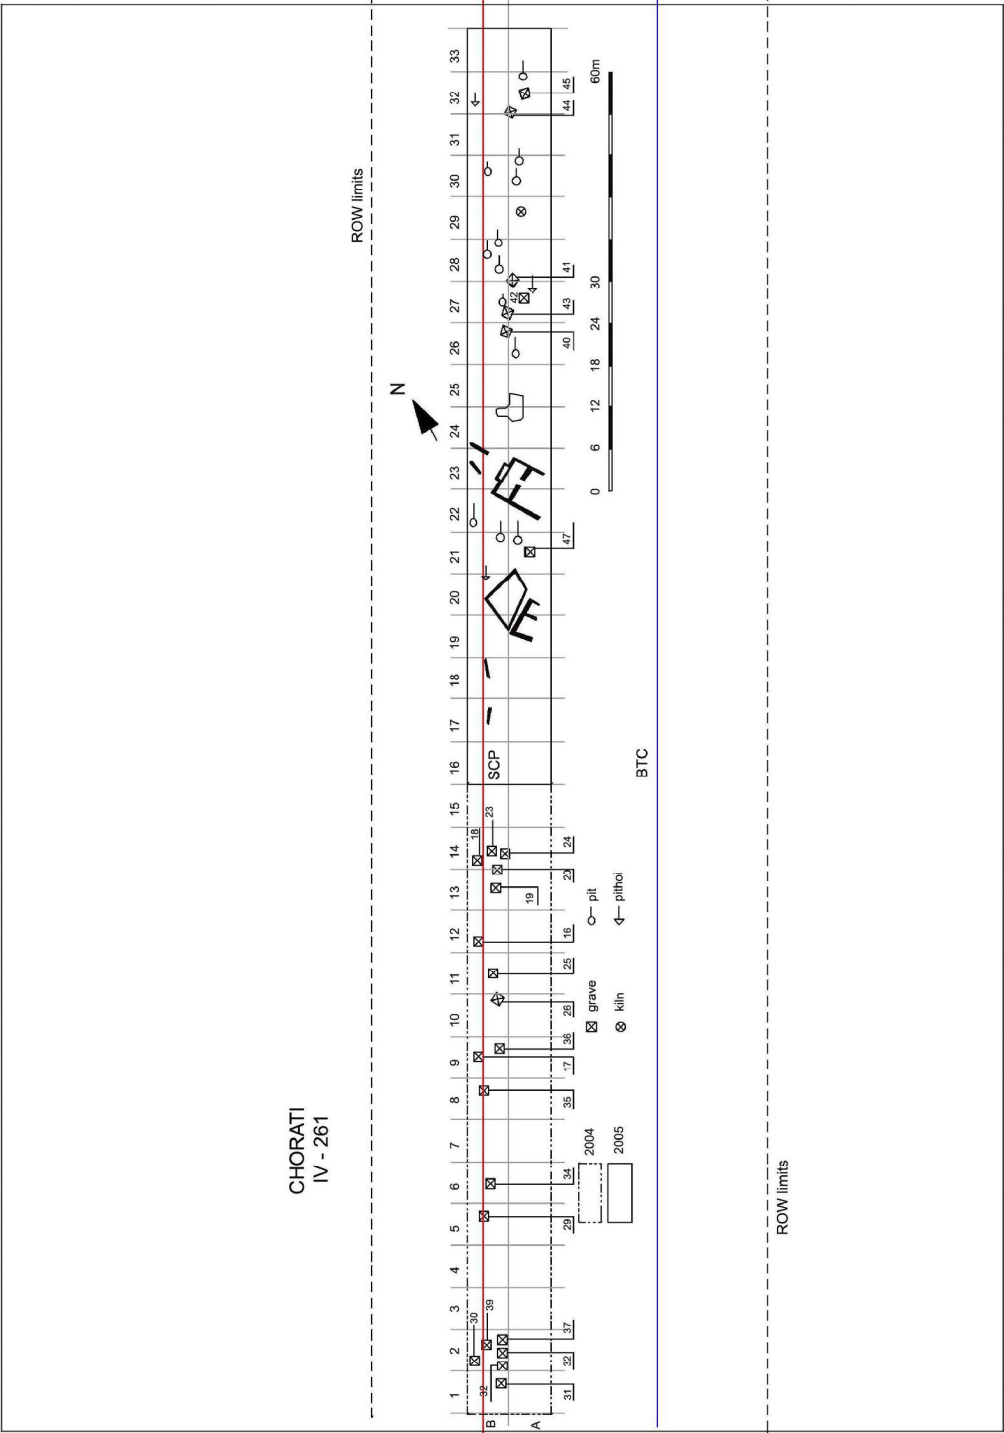 CHORATI
IV - 261
ROW limits
ROW limits
N
SCP
BTC
B
A
1 2 3 4 5 6 7 8 9 10 11 12 13 14 15 16 17 18 19 20 21 22 23 24 25 26 27 28 29 30 31 32 33
30 39
32
18 23
19
42
31 32 37 29 34 35 17 36 26 25 16 20 24 47 40 43 41 44 45
0 6 12 18 24 30 60m
grave
kiln
pit
pithoi
2004
2005